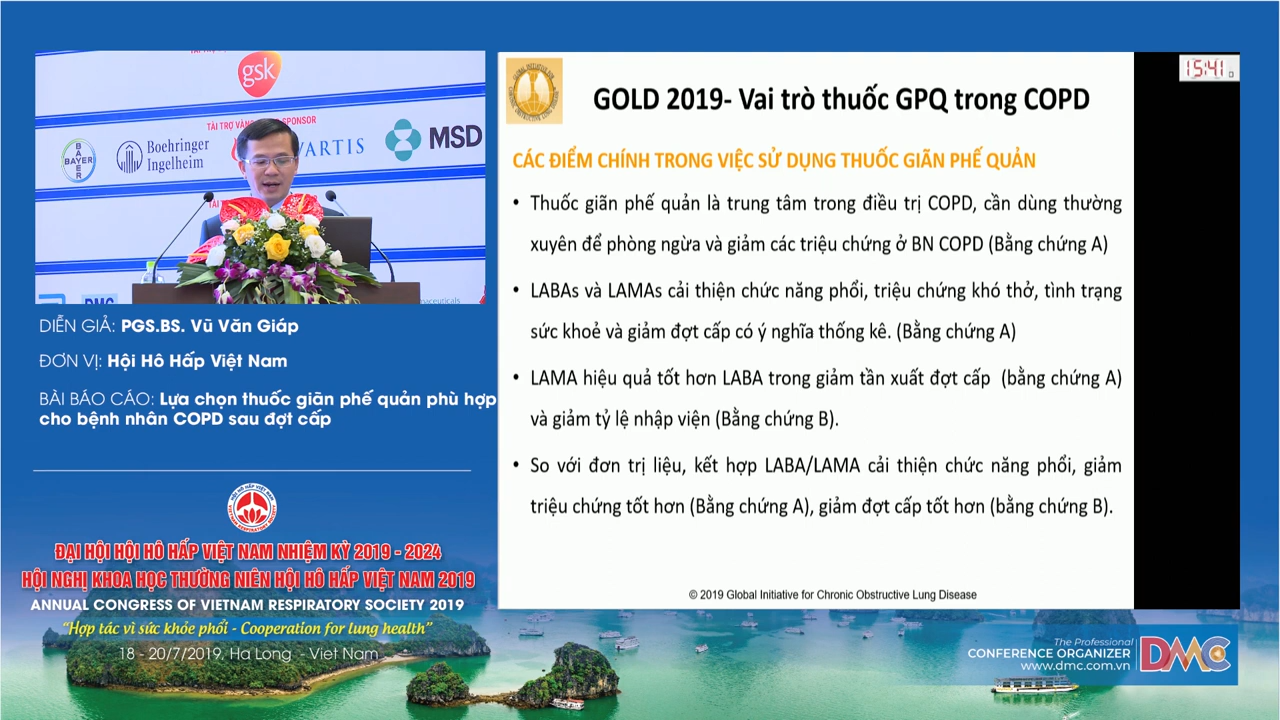 gsk
TÀI TRỢ VÀNG
SPONSOR
BAYER
BAYER
Boehringer
Ingelheim
MSD
DMC
DIỄN GIẢ: PGS.BS. Vũ Văn Giáp
ĐƠN VỊ: Hội Hô Hấp Việt Nam
BÀI BÁO CÁO: Lựa chọn thuốc giãn phế quản phù hợp
cho bệnh nhân COPD sau đợt cấp
ĐẠI HỘI HỘI HÔ HẤP VIỆT NAM NHIỆM KỲ 2019 - 2024
HỘI NGHỊ KHOA HỌC THƯỜNG NIÊN HỘI HÔ HẤP VIỆT NAM 2019
ANNUAL CONGRESS OF VIETNAM RESPIRATORY SOCIETY 2019
"Hợp tác vì sức khỏe phổi - Cooperation for lung health"
18 - 20/7/2019, Ha Long - Viet Nam
GOLD 2019- Vai trò thuốc GPQ trong COPD
CÁC ĐIỂM CHÍNH TRONG VIỆC SỬ DỤNG THUỐC GIÃN PHẾ QUẢN
• Thuốc giãn phế quản là trung tâm trong điều trị COPD, cần dùng thường
xuyên để phòng ngừa và giảm các triệu chứng ở BN COPD (Bằng chứng A)
• LABAs và LAMAs cải thiện chức năng phổi, triệu chứng khó thở, tình trạng
sức khoẻ và giảm đợt cấp có ý nghĩa thống kê. (Bằng chứng A)
• LAMA hiệu quả tốt hơn LABA trong giảm tần xuất đợt cấp (bằng chứng A)
và giảm tỷ lệ nhập viện (Bằng chứng B).
• So với đơn trị liệu, kết hợp LABA/LAMA cải thiện chức năng phổi, giảm
triệu chứng tốt hơn (Bằng chứng A), giảm đợt cấp tốt hơn (bằng chứng B).
© 2019 Global Initiative for Chronic Obstructive Lung Disease
15:41
The Professional
CONFERENCE ORGANIZER
www.dmc.com.vn
DMC